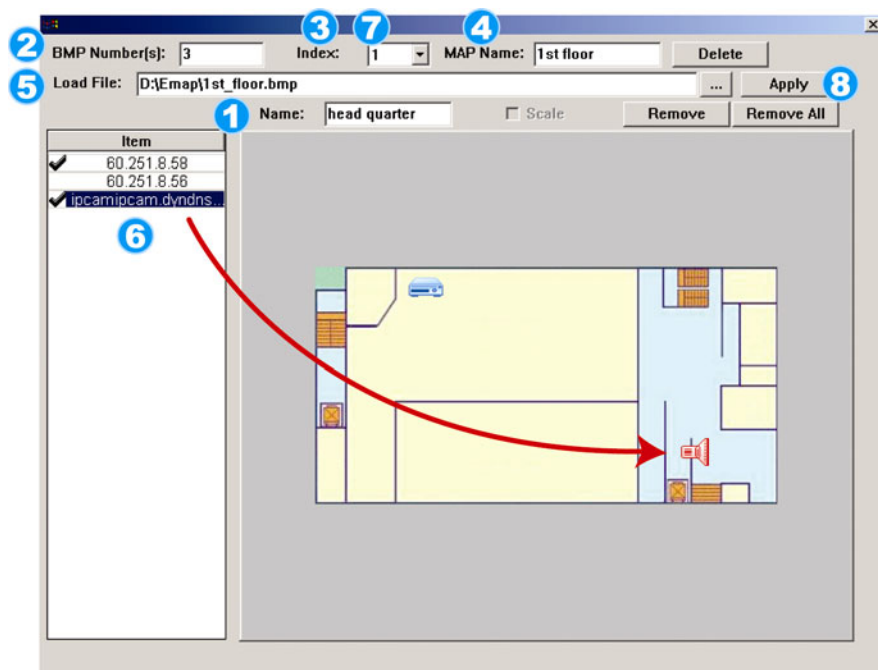 3 7 4
2 BMP Number(s): 3 Index: 1 MAP Name: 1st floor Delete
5 Load File: D:\Emap\1st_floor.bmp ... Apply 8
1 Name: head quarter Scale Remove Remove All
Item
60.251.8.58
60.251.8.56
ipcamipcam.dyndns...
6